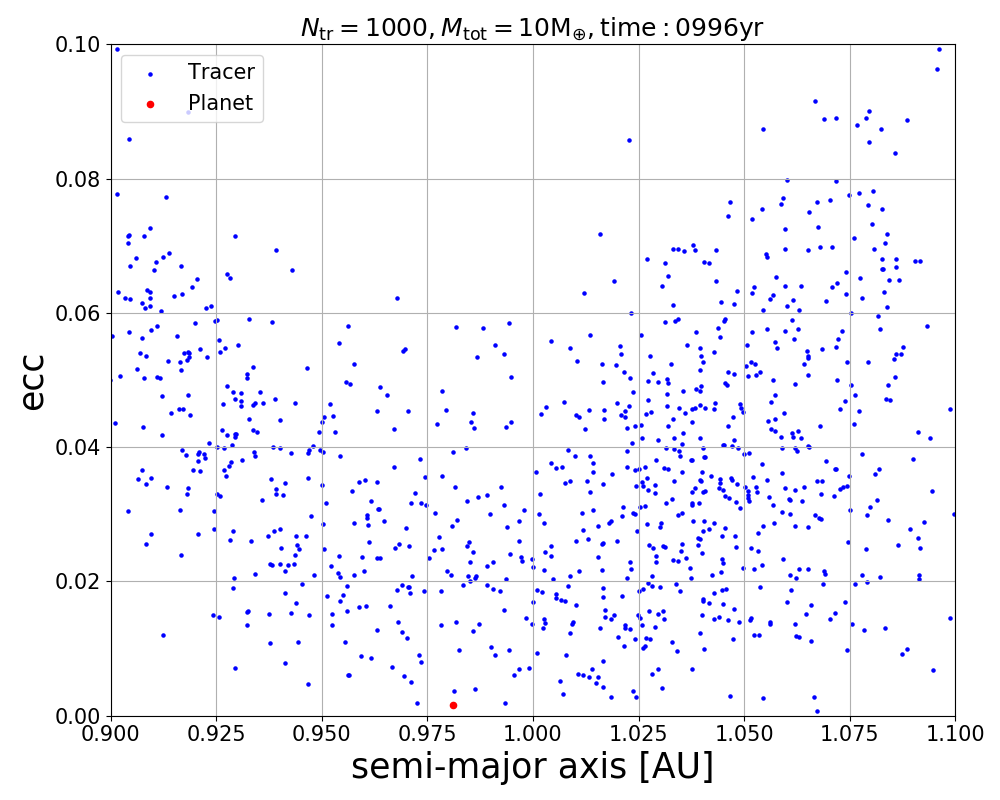 N_tr = 1000, M_tot = 10M_⊕, time : 0996yr
Tracer
Planet
ecc
0.10
0.08
0.06
0.04
0.02
0.00
0.900 0.925 0.950 0.975 1.000 1.025 1.050 1.075 1.100
semi-major axis [AU]